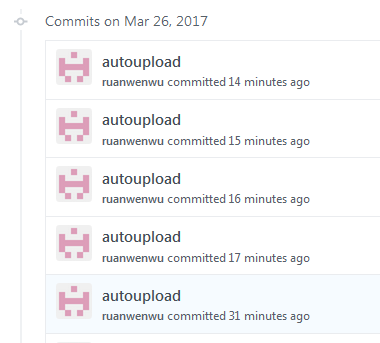 Commits on Mar 26, 2017
autoupload
ruanwenwu committed 14 minutes ago
autoupload
ruanwenwu committed 15 minutes ago
autoupload
ruanwenwu committed 16 minutes ago
autoupload
ruanwenwu committed 17 minutes ago
autoupload
ruanwenwu committed 31 minutes ago